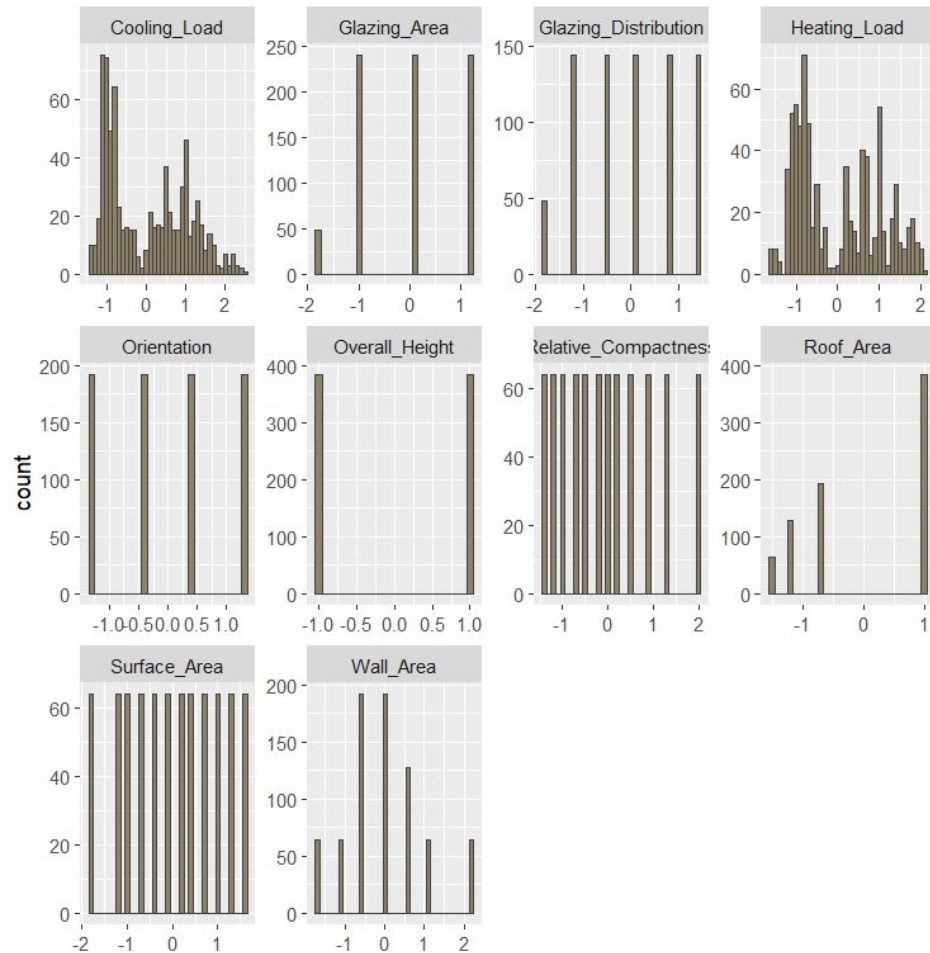 Cooling_Load
Glazing_Area
Glazing_Distribution
Heating_Load
60
40
20
0
250
200
150
100
50
0
150
100
50
0
60
40
20
0
-1 0 1 2
-2 -1 0 1
-2 -1 0 1
-1 0 1 2
Orientation
Overall_Height
Relative_Compactness
Roof_Area
200
150
100
50
0
400
300
200
100
0
60
40
20
0
400
300
200
100
0
count
-1.0 -0.5 0.0 0.5 1.0
-1.0 -0.5 0.0 0.5 1.0
-1 0 1 2
-1 0 1
Surface_Area
Wall_Area
60
40
20
0
200
150
100
50
0
-2 -1 0 1
-1 0 1 2